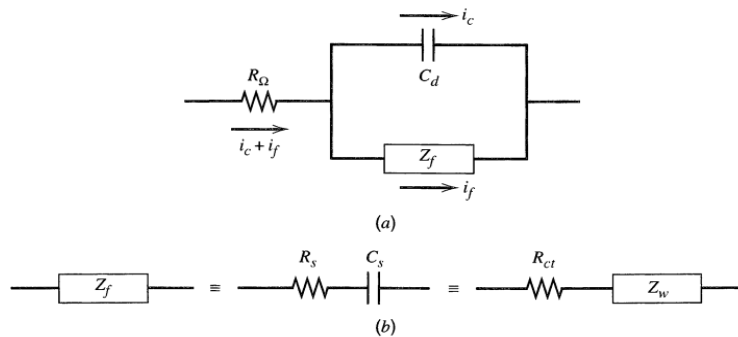 i_c
C_d
R_Ω
i_c + i_f
Z_f
i_f
(a)
Z_f ≡ R_s C_s ≡ R_ct Z_w
(b)